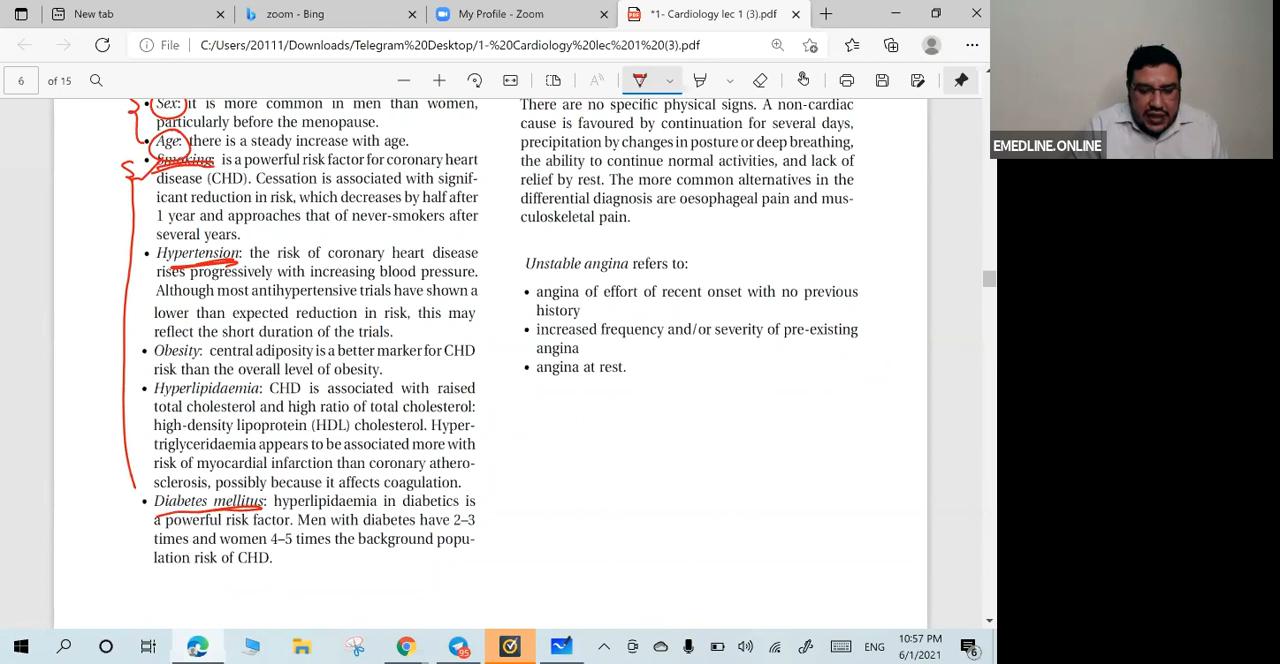 New tab
zoom - Bing
My Profile - Zoom
*1- Cardiology lec 1 (3).pdf
File
C:/Users/20111/Downloads/Telegram%20Desktop/1-%20Cardiology%20lec%201%20(3).pdf
6 of 15
• Sex: it is more common in men than women,
particularly before the menopause.
• Age: there is a steady increase with age.
• Smoking: is a powerful risk factor for coronary heart
disease (CHD). Cessation is associated with signif-
icant reduction in risk, which decreases by half after
1 year and approaches that of never-smokers after
several years.
• Hypertension: the risk of coronary heart disease
rises progressively with increasing blood pressure.
Although most antihypertensive trials have shown a
lower than expected reduction in risk, this may
reflect the short duration of the trials.
• Obesity: central adiposity is a better marker for CHD
risk than the overall level of obesity.
• Hyperlipidaemia: CHD is associated with raised
total cholesterol and high ratio of total cholesterol:
high-density lipoprotein (HDL) cholesterol. Hyper-
triglyceridaemia appears to be associated more with
risk of myocardial infarction than coronary athero-
sclerosis, possibly because it affects coagulation.
• Diabetes mellitus: hyperlipidaemia in diabetics is
a powerful risk factor. Men with diabetes have 2–3
times and women 4–5 times the background popu-
lation risk of CHD.
There are no specific physical signs. A non-cardiac
cause is favoured by continuation for several days,
precipitation by changes in posture or deep breathing,
the ability to continue normal activities, and lack of
relief by rest. The more common alternatives in the
differential diagnosis are oesophageal pain and mus-
culoskeletal pain.
Unstable angina refers to:
• angina of effort of recent onset with no previous
history
• increased frequency and/or severity of pre-existing
angina
• angina at rest.
EMEDLINE.ONLINE
95
ENG
10:57 PM
6/1/2021
6